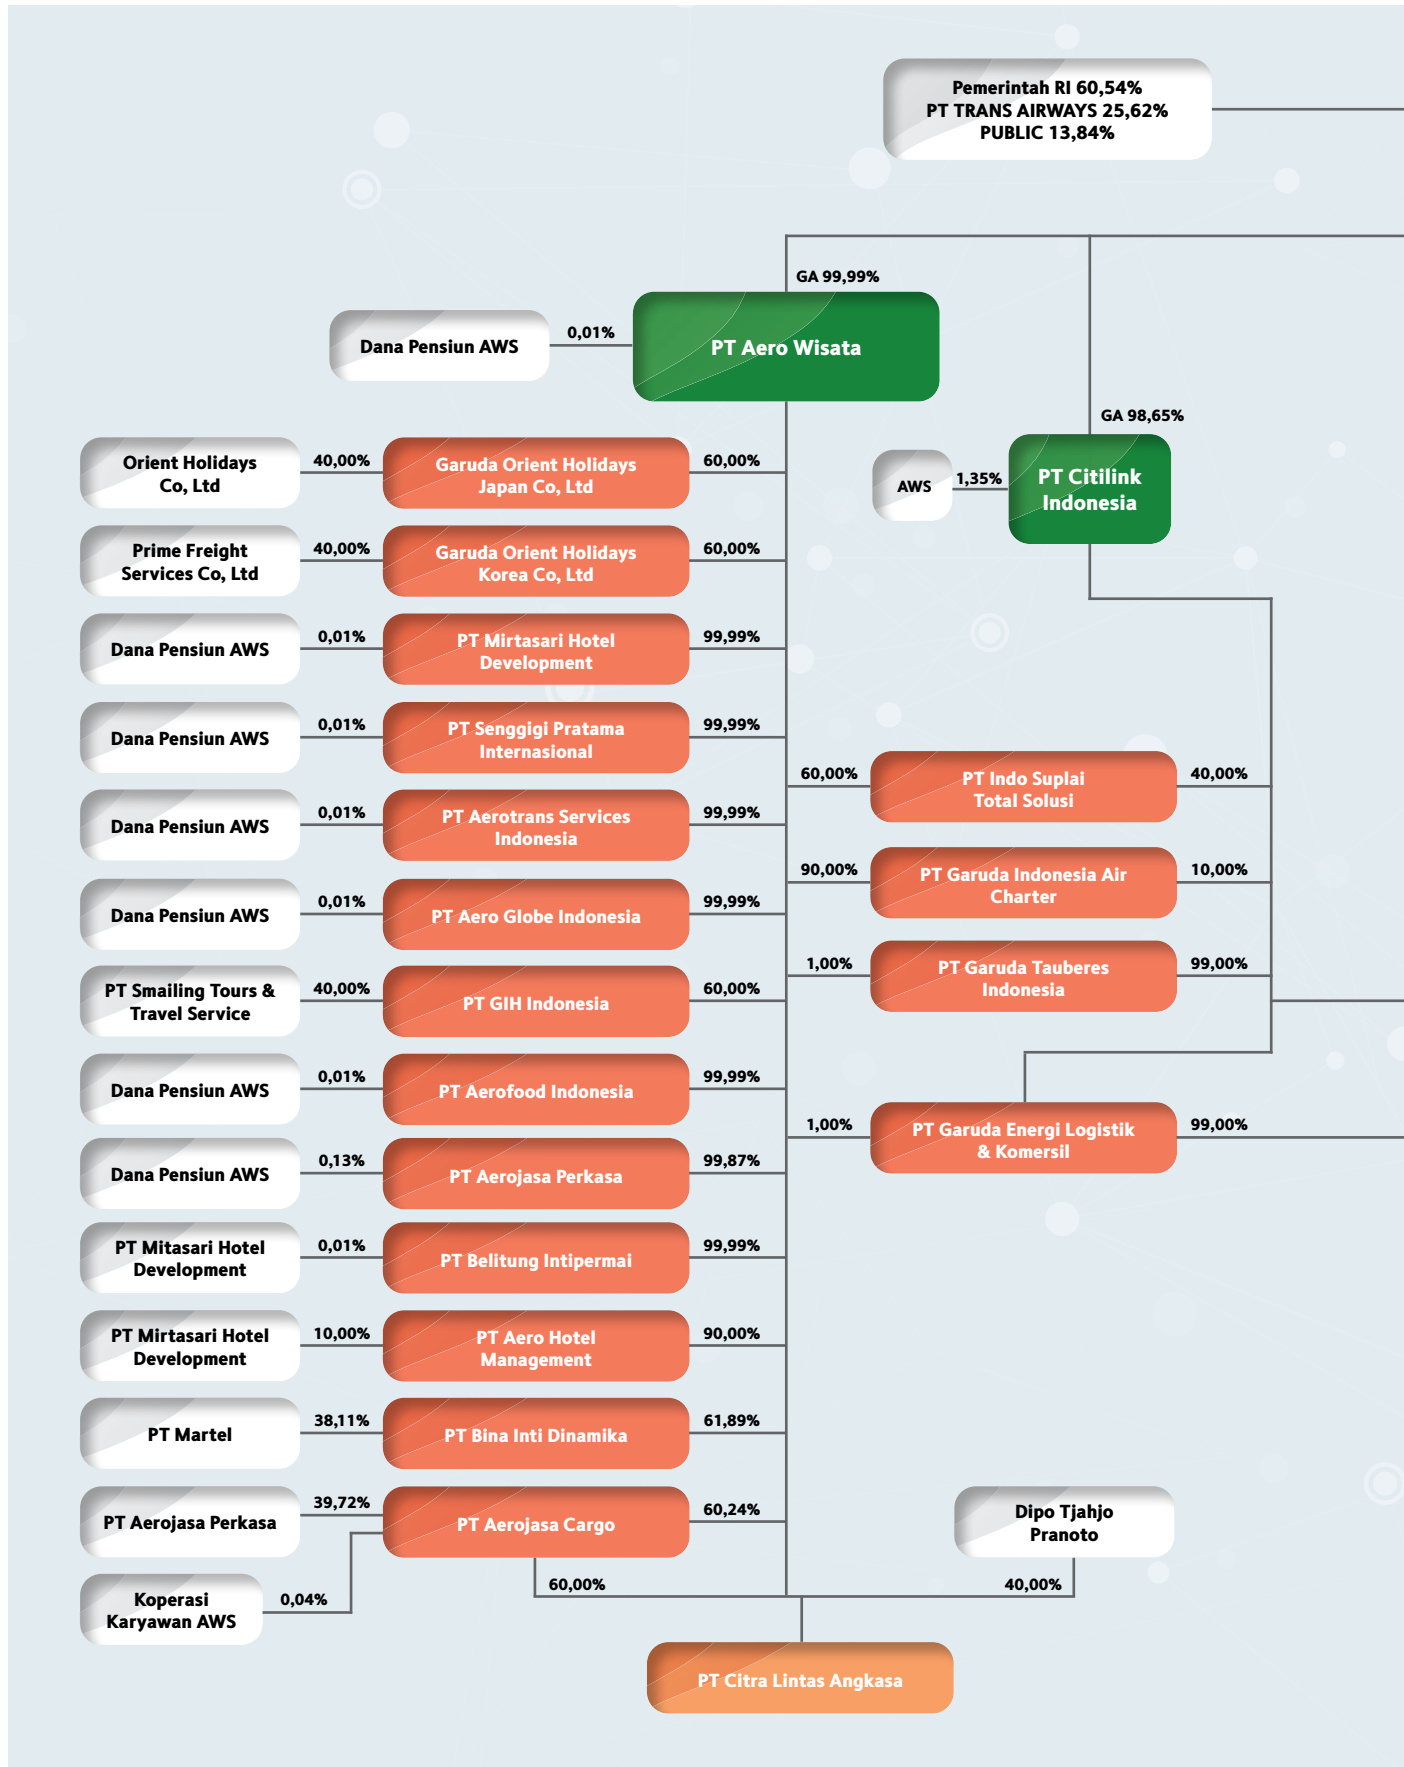 Pemerintah RI 60,54%
PT TRANS AIRWAYS 25,62%
PUBLIC 13,84%
GA 99,99%
Dana Pensiun AWS
0,01%
PT Aero Wisata
GA 98,65%
AWS
1,35%
PT Citilink
Indonesia
Orient Holidays
Co, Ltd
40,00%
Garuda Orient Holidays
Japan Co, Ltd
60,00%
Prime Freight
Services Co, Ltd
40,00%
Garuda Orient Holidays
Korea Co, Ltd
60,00%
Dana Pensiun AWS
0,01%
PT Mirtasari Hotel
Development
99,99%
Dana Pensiun AWS
0,01%
PT Senggigi Pratama
Internasional
99,99%
Dana Pensiun AWS
0,01%
PT Aerotrans Services
Indonesia
99,99%
Dana Pensiun AWS
0,01%
PT Aero Globe Indonesia
99,99%
PT Smailing Tours &
Travel Service
40,00%
PT GIH Indonesia
60,00%
Dana Pensiun AWS
0,01%
PT Aerofood Indonesia
99,99%
Dana Pensiun AWS
0,13%
PT Aerojasa Perkasa
99,87%
PT Mitasari Hotel
Development
0,01%
PT Belitung Intipermai
99,99%
PT Mirtasari Hotel
Development
10,00%
PT Aero Hotel
Management
90,00%
PT Martel
38,11%
PT Bina Inti Dinamika
61,89%
PT Aerojasa Perkasa
39,72%
PT Aerojasa Cargo
60,24%
Koperasi
Karyawan AWS
0,04%
60,00%
PT Indo Suplai
Total Solusi
40,00%
90,00%
PT Garuda Indonesia Air
Charter
10,00%
1,00%
PT Garuda Tauberes
Indonesia
99,00%
1,00%
PT Garuda Energi Logistik
& Komersil
99,00%
Dipo Tjahjo
Pranoto
60,00%
40,00%
PT Citra Lintas Angkasa